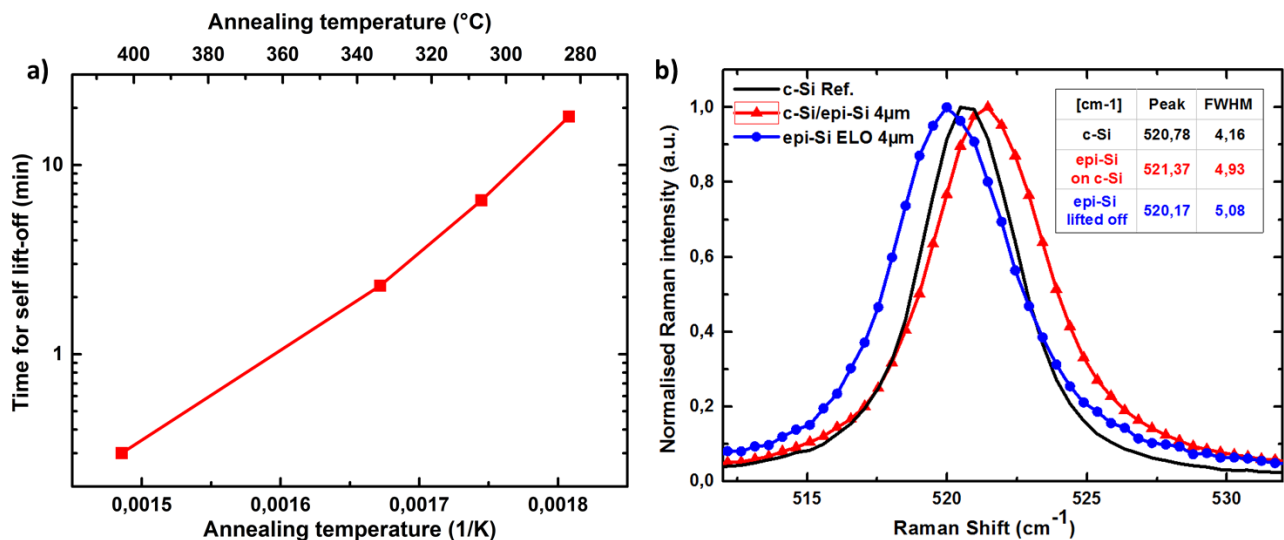 Annealing temperature (°C)
400 380 360 340 320 300 280
a)
10
1
Time for self lift-off (min)
0,0015 0,0016 0,0017 0,0018
Annealing temperature (1/K)
b)
c-Si Ref.
c-Si/epi-Si 4µm
epi-Si ELO 4µm
[cm-1] Peak FWHM
c-Si 520,78 4,16
epi-Si
on c-Si 521,37 4,93
epi-Si
lifted off 520,17 5,08
1,0
0,8
0,6
0,4
0,2
0,0
Normalised Raman intensity (a.u.)
515 520 525 530
Raman Shift (cm-1)